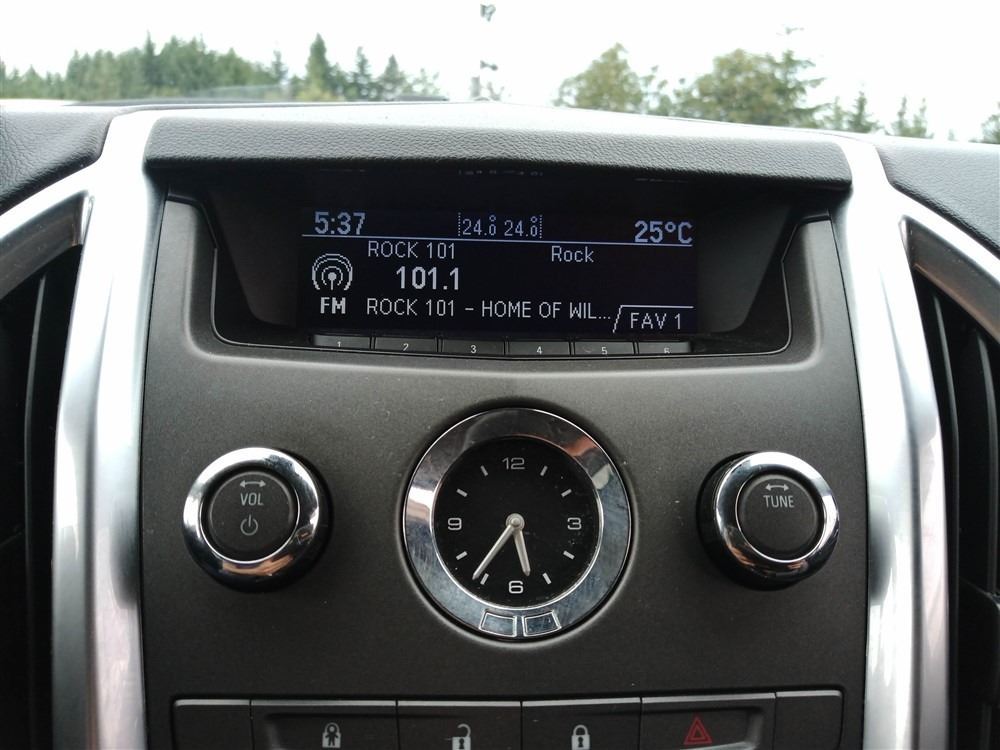 5:37 24.0 24.0 25°C
ROCK 101 Rock
101.1
FM ROCK 101 - HOME OF WIL... FAV 1
1 2 3 4 5 6
VOL
TUNE
12
9 3
6